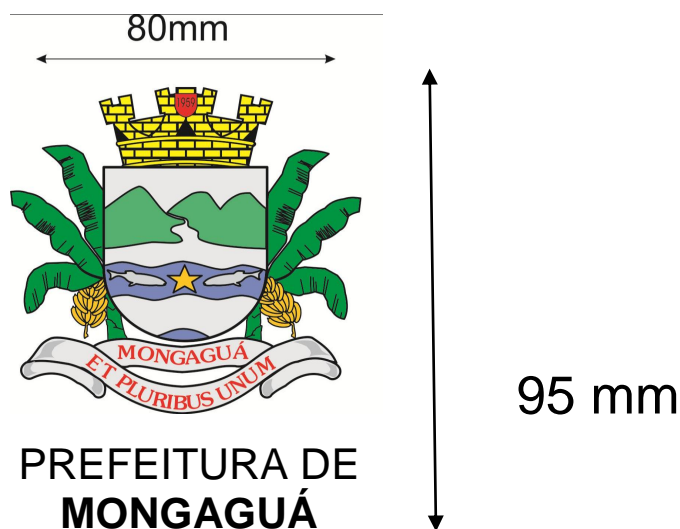 80mm
1959
MONGAGUÁ
ET PLURIBUS UNUM
95 mm
PREFEITURA DE
MONGAGUÁ